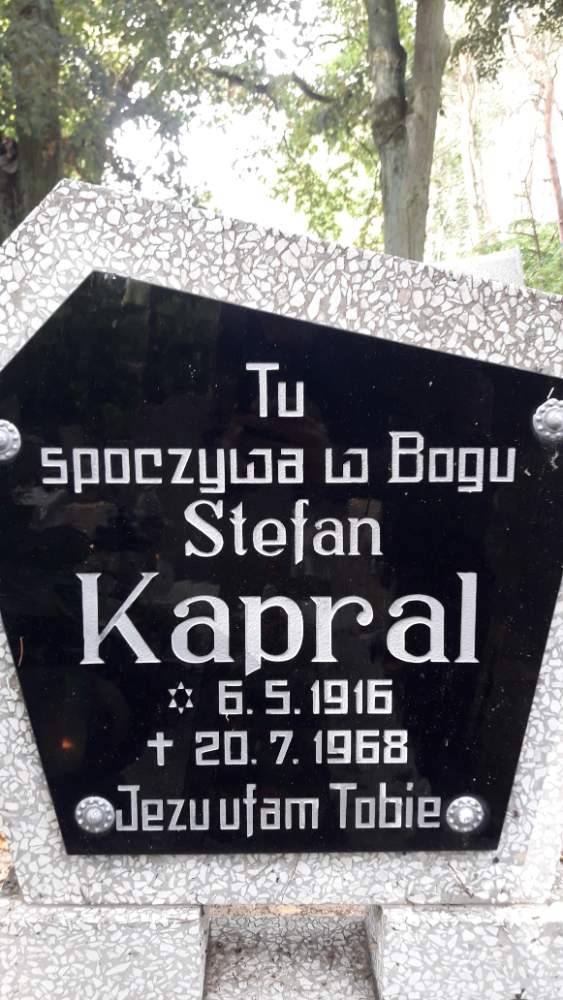 Tu
spoczywa w Bogu
Stefan
Kapral
✡ 6.5.1916
✝ 20.7.1968
Jezu ufam Tobie